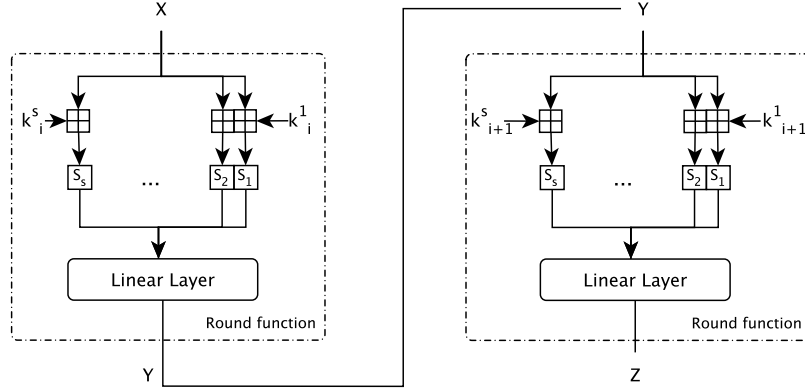 X
k^s_i
k^1_i
S_s
...
S_2
S_1
Linear Layer
Round function
Y
Y
k^s_{i+1}
k^1_{i+1}
S_s
...
S_2
S_1
Linear Layer
Round function
Z